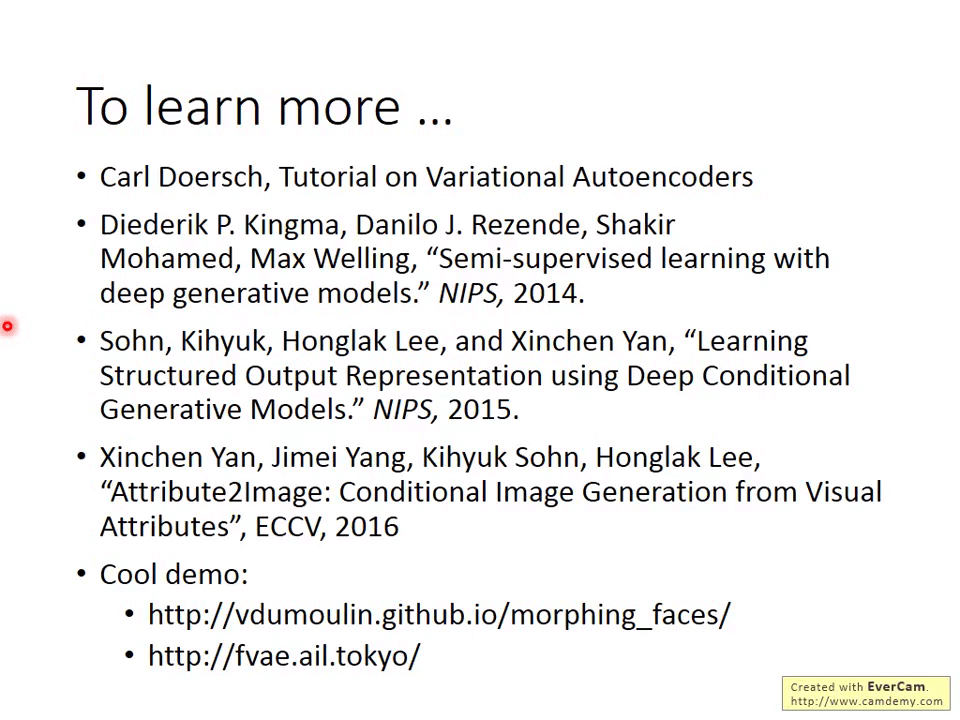 To learn more ...
• Carl Doersch, Tutorial on Variational Autoencoders
• Diederik P. Kingma, Danilo J. Rezende, Shakir
Mohamed, Max Welling, “Semi-supervised learning with
deep generative models.” NIPS, 2014.
• Sohn, Kihyuk, Honglak Lee, and Xinchen Yan, “Learning
Structured Output Representation using Deep Conditional
Generative Models.” NIPS, 2015.
• Xinchen Yan, Jimei Yang, Kihyuk Sohn, Honglak Lee,
“Attribute2Image: Conditional Image Generation from Visual
Attributes”, ECCV, 2016
• Cool demo:
• http://vdumoulin.github.io/morphing_faces/
• http://fvae.ail.tokyo/
Created with EverCam.
http://www.camdemy.com